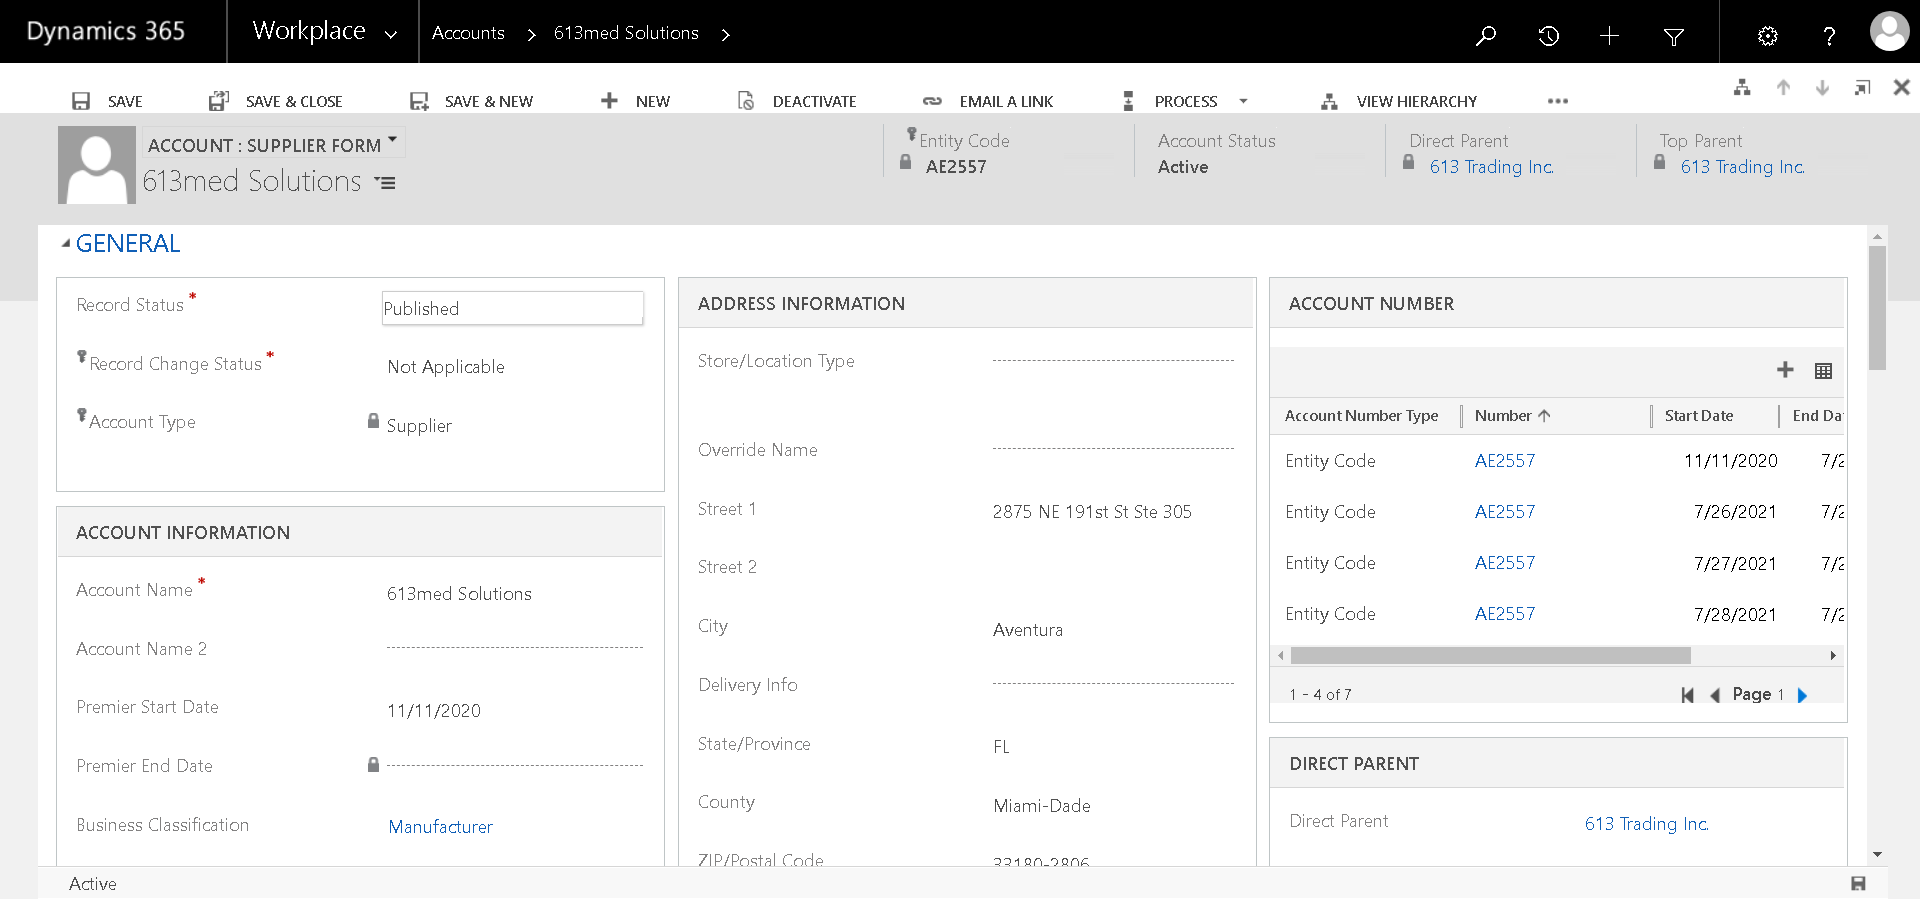 Dynamics 365
Workplace
Accounts
613med Solutions
SAVE
SAVE & CLOSE
SAVE & NEW
NEW
DEACTIVATE
EMAIL A LINK
PROCESS
VIEW HIERARCHY
ACCOUNT : SUPPLIER FORM
613med Solutions
Entity Code
AE2557
Account Status
Active
Direct Parent
613 Trading Inc.
Top Parent
613 Trading Inc.
GENERAL
Record Status *
Published
Record Change Status *
Not Applicable
Account Type
Supplier
ACCOUNT INFORMATION
Account Name *
613med Solutions
Account Name 2
Premier Start Date
11/11/2020
Premier End Date
Business Classification
Manufacturer
ADDRESS INFORMATION
Store/Location Type
Override Name
Street 1
2875 NE 191st St Ste 305
Street 2
City
Aventura
Delivery Info
State/Province
FL
County
Miami-Dade
ZIP/Postal Code
33180-2806
ACCOUNT NUMBER
Account Number Type Number Start Date End Da
Entity Code AE2557 11/11/2020 7/2
Entity Code AE2557 7/26/2021 7/2
Entity Code AE2557 7/27/2021 7/2
Entity Code AE2557 7/28/2021 7/2
1 - 4 of 7
Page 1
DIRECT PARENT
Direct Parent
613 Trading Inc.
Active